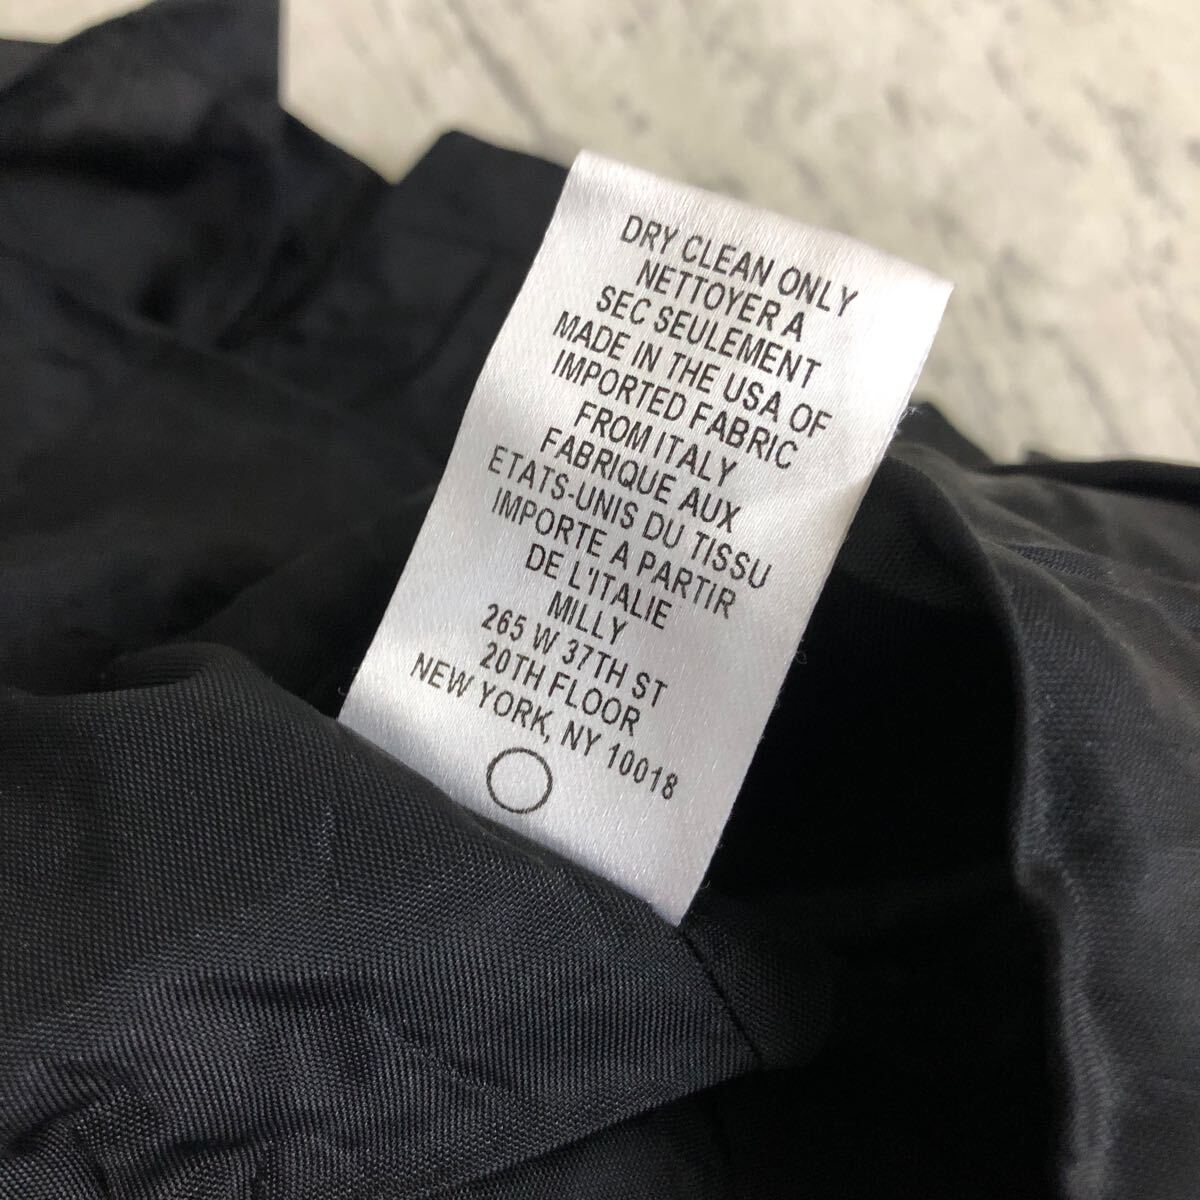 DRY CLEAN ONLY
NETTOYER A
SEC SEULEMENT
MADE IN THE USA OF
IMPORTED FABRIC
FROM ITALY
FABRIQUE AUX
ETATS-UNIS DU TISSU
IMPORTE A PARTIR
DE L'ITALIE
MILLY
265 W 37TH ST
20TH FLOOR
NEW YORK, NY 10018